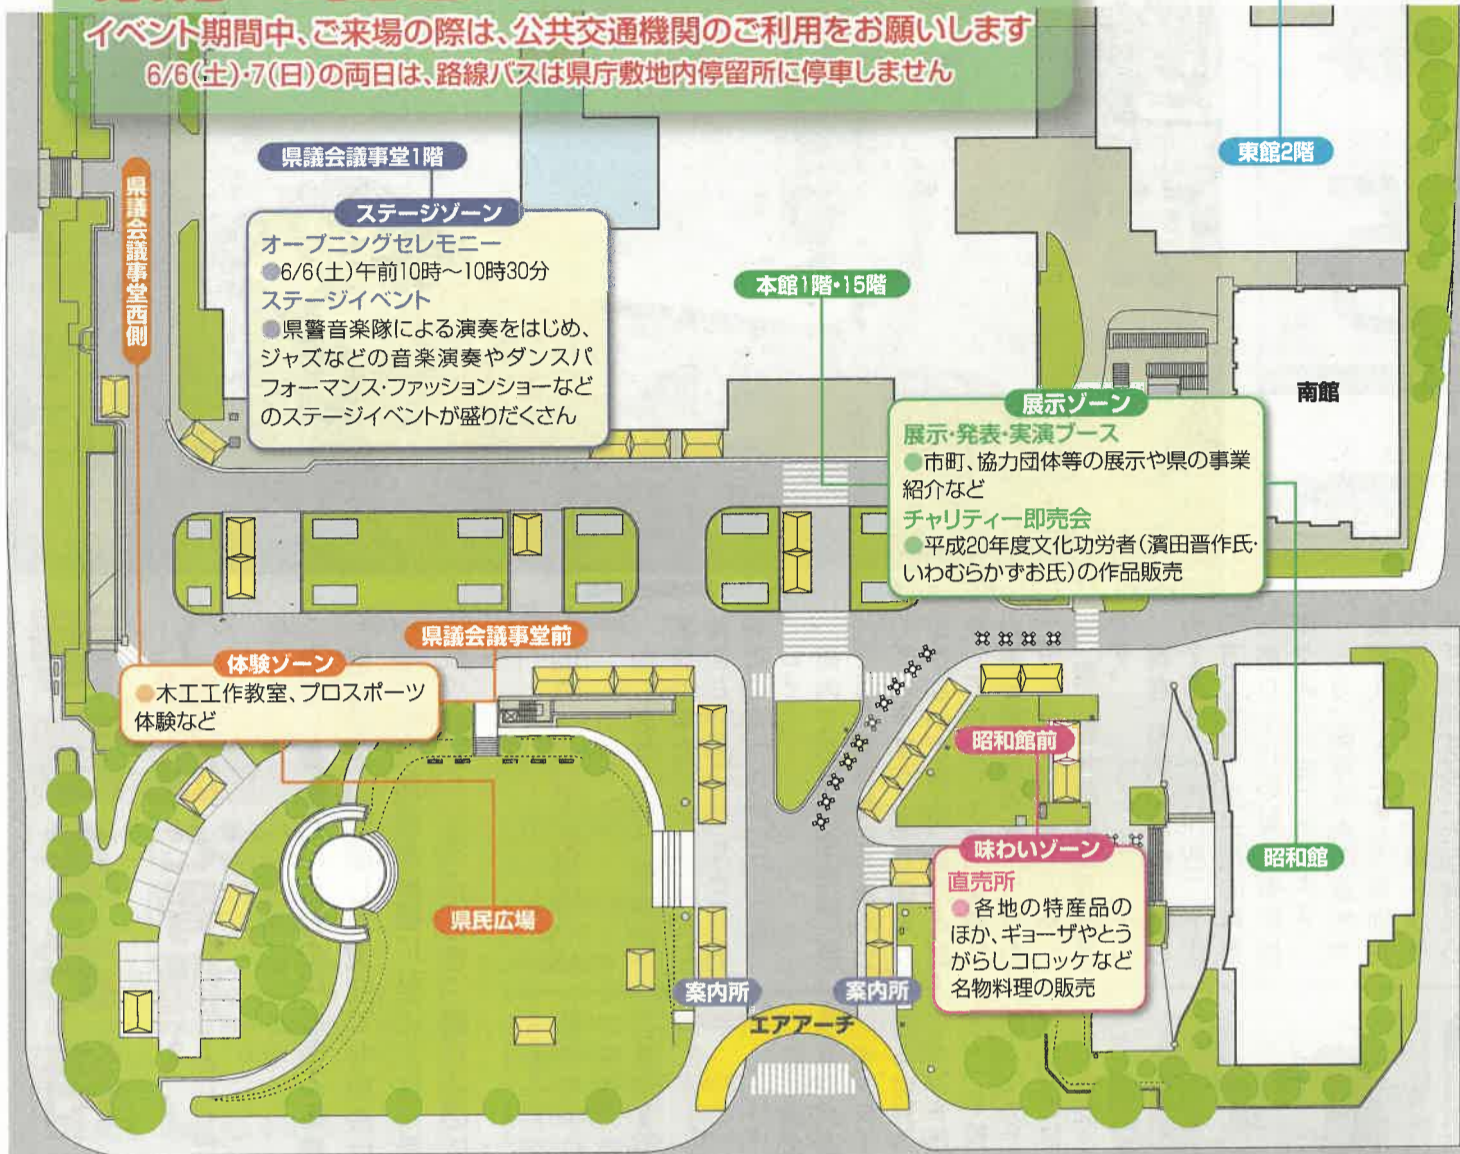 イベント期間中、ご来場の際は、公共交通機関のご利用をお願いします
6/6(土)・7(日)の両日は、路線バスは県庁敷地内停留所に停車しません
県議会議事堂1階
東館2階
県議会議事堂西側
ステージゾーン
オープニングセレモニー
●6/6(土)午前10時〜10時30分
ステージイベント
●県警音楽隊による演奏をはじめ、
ジャズなどの音楽演奏やダンスパ
フォーマンス・ファッションショーなど
のステージイベントが盛りだくさん
本館1階・15階
南館
展示ゾーン
展示・発表・実演ブース
●市町、協力団体等の展示や県の事業
紹介など
チャリティー即売会
●平成20年度文化功労者(濱田晋作氏・
いわむらかずお氏)の作品販売
県議会議事堂前
体験ゾーン
●木工工作教室、プロスポーツ
体験など
昭和館前
味わいゾーン
直売所
●各地の特産品の
ほか、ギョーザやとう
がらしコロッケなど
名物料理の販売
昭和館
県民広場
案内所
案内所
エアアーチ